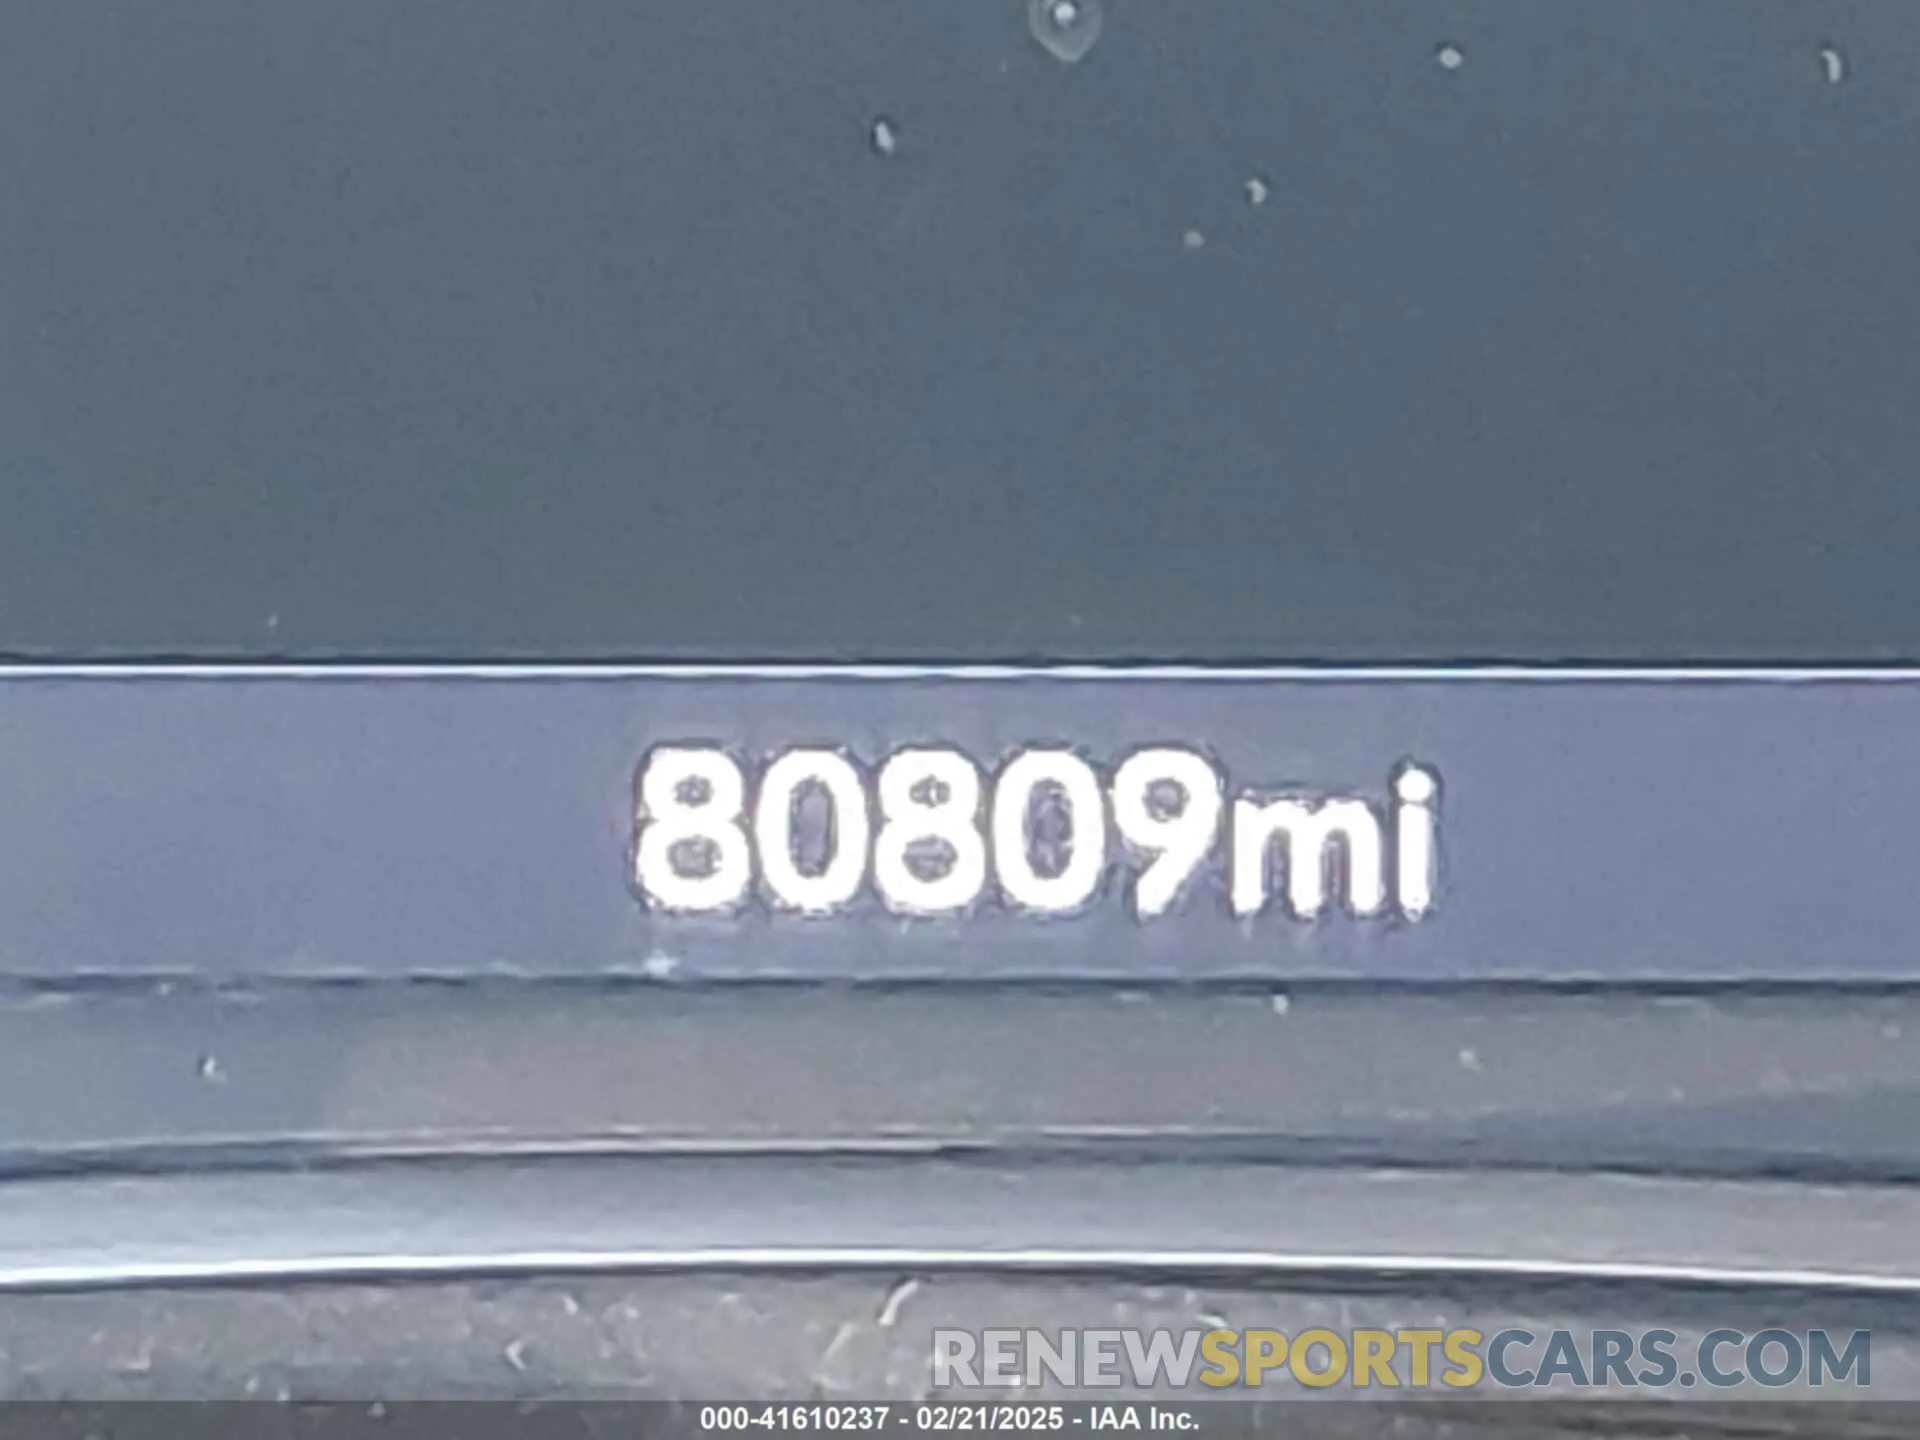 80809mi
RENEWSPORTSCARS.COM
000-41610237 - 02/21/2025 - IAA Inc.